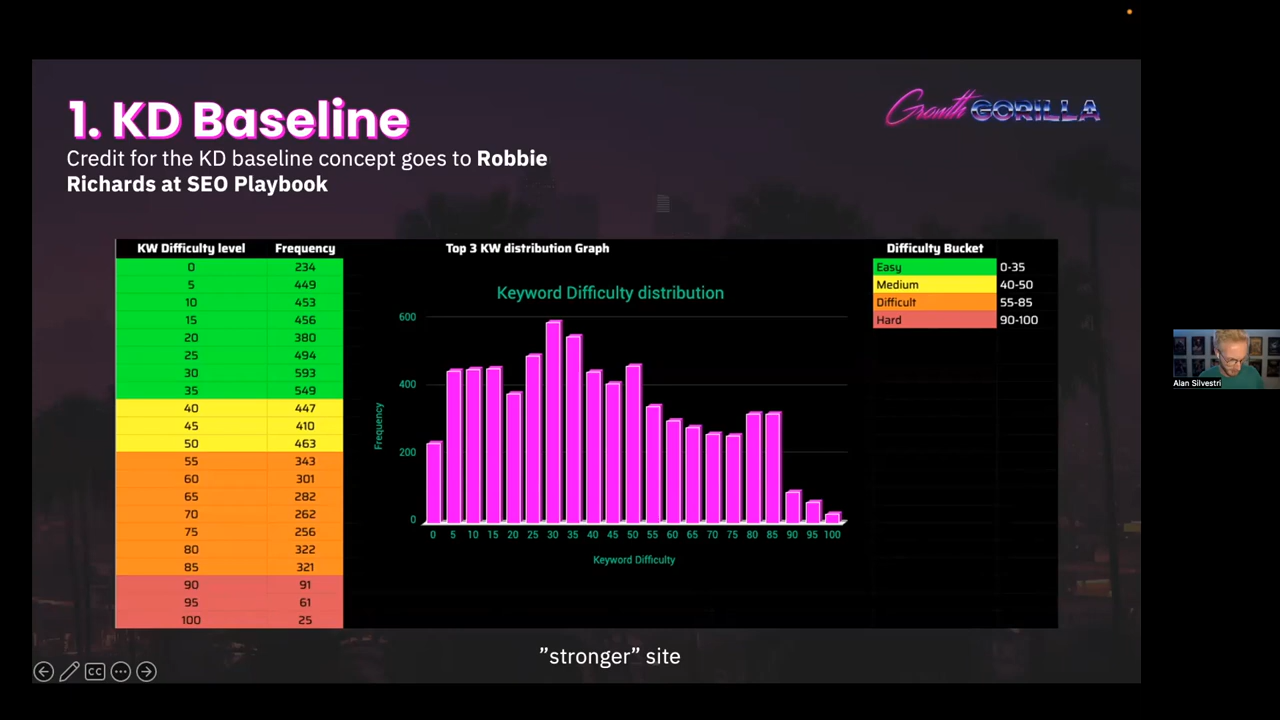 1. KD Baseline
Growth GORILLA
Credit for the KD baseline concept goes to Robbie
Richards at SEO Playbook
KW Difficulty level Frequency
0 234
5 449
10 453
15 456
20 380
25 494
30 593
35 549
40 447
45 410
50 463
55 343
60 301
65 282
70 262
75 256
80 322
85 321
90 91
95 61
100 25
Top 3 KW distribution Graph
Keyword Difficulty distribution
600
400
200
0
Frequency
0 5 10 15 20 25 30 35 40 45 50 55 60 65 70 75 80 85 90 95 100
Keyword Difficulty
Difficulty Bucket
Easy 0-35
Medium 40-50
Difficult 55-85
Hard 90-100
Alan Silvestri
”stronger” site
CC